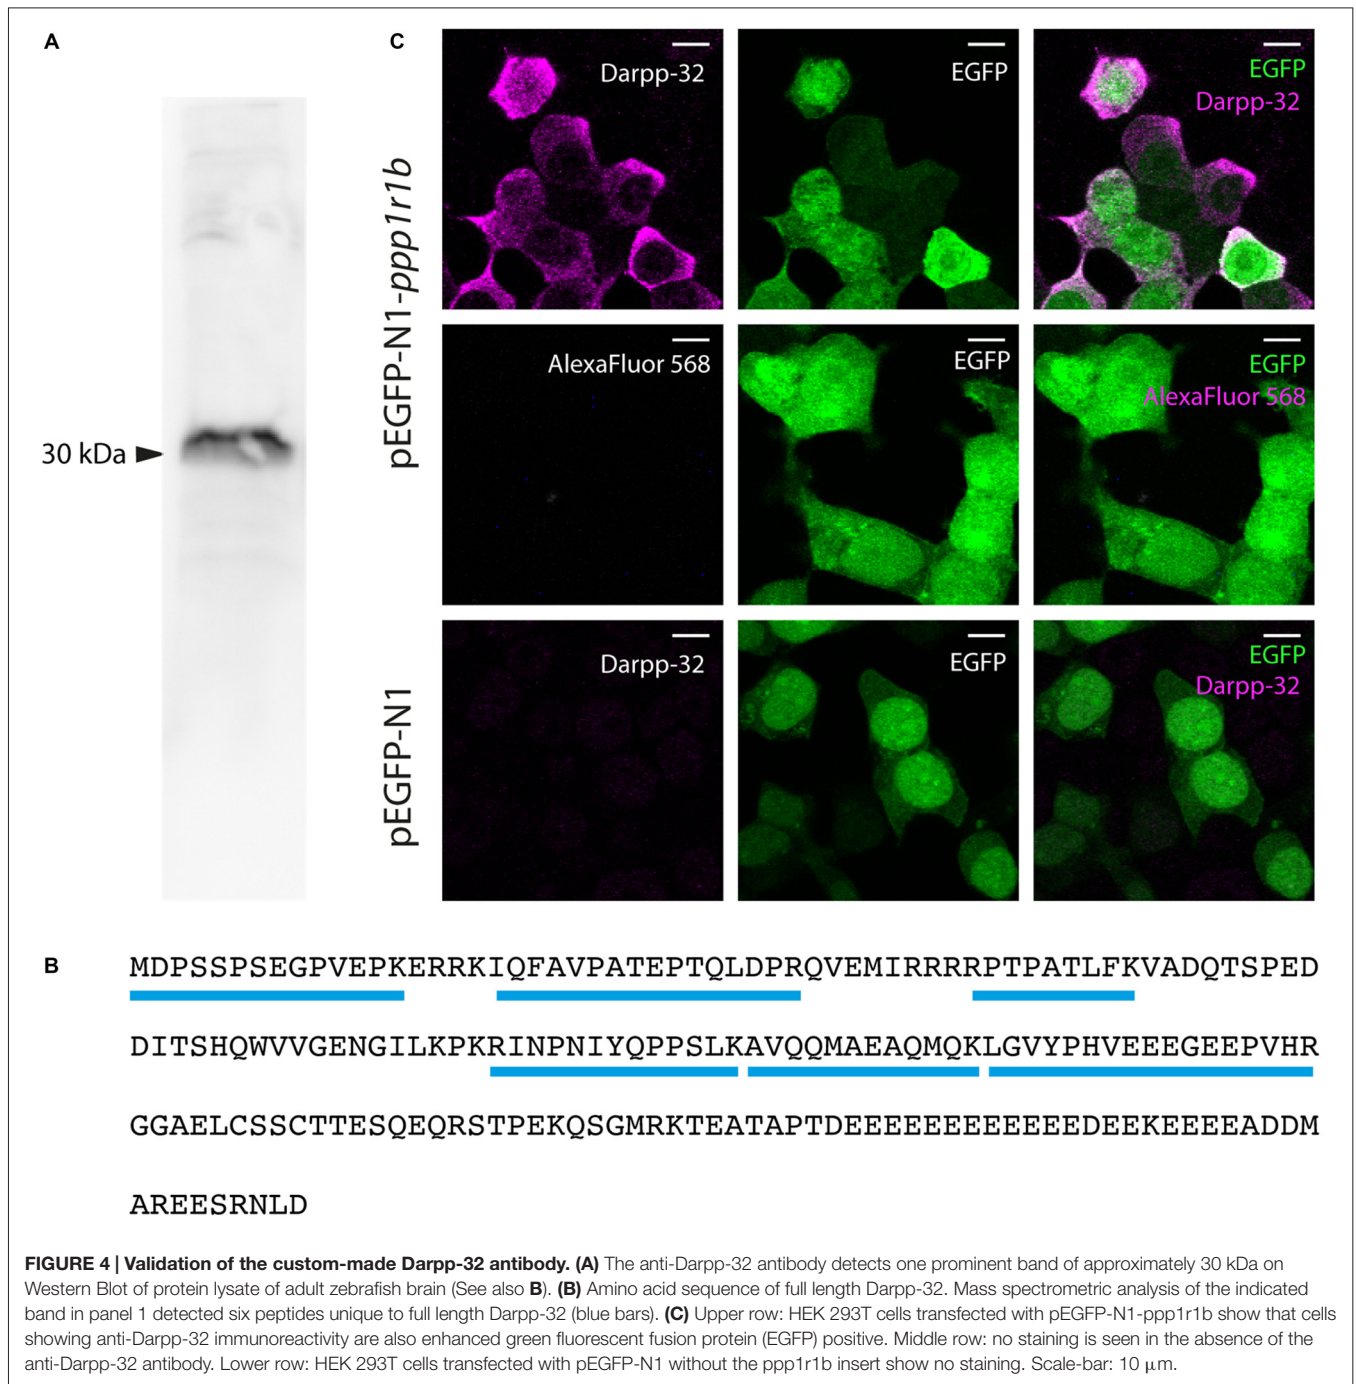 A
C
30 kDa
pEGFP-N1-ppp1r1b
Darpp-32
EGFP
EGFP
Darpp-32
AlexaFluor 568
EGFP
EGFP
AlexaFluor 568
pEGFP-N1
Darpp-32
EGFP
EGFP
Darpp-32
B
MDPSSPSEGPVEPKERRKIQFAVPATEPTQLDPRQVEMIRRRRPTPATLFKVADQTSPED
DITSHQWVVGENGILKPKRINPNIYQPPSLKAVQQMAEAQMQKLGVYPHVEEEGEEPVHR
GGAELCSSCTTESQEQRSTPEKQSGMRKTEATAPTDEEEEEEEEEEEEDEEKEEEEADDM
AREESRNLD
FIGURE 4 | Validation of the custom-made Darpp-32 antibody. (A) The anti-Darpp-32 antibody detects one prominent band of approximately 30 kDa on
Western Blot of protein lysate of adult zebrafish brain (See also B). (B) Amino acid sequence of full length Darpp-32. Mass spectrometric analysis of the indicated
band in panel 1 detected six peptides unique to full length Darpp-32 (blue bars). (C) Upper row: HEK 293T cells transfected with pEGFP-N1-ppp1r1b show that cells
showing anti-Darpp-32 immunoreactivity are also enhanced green fluorescent fusion protein (EGFP) positive. Middle row: no staining is seen in the absence of the
anti-Darpp-32 antibody. Lower row: HEK 293T cells transfected with pEGFP-N1 without the ppp1r1b insert show no staining. Scale-bar: 10 μm.